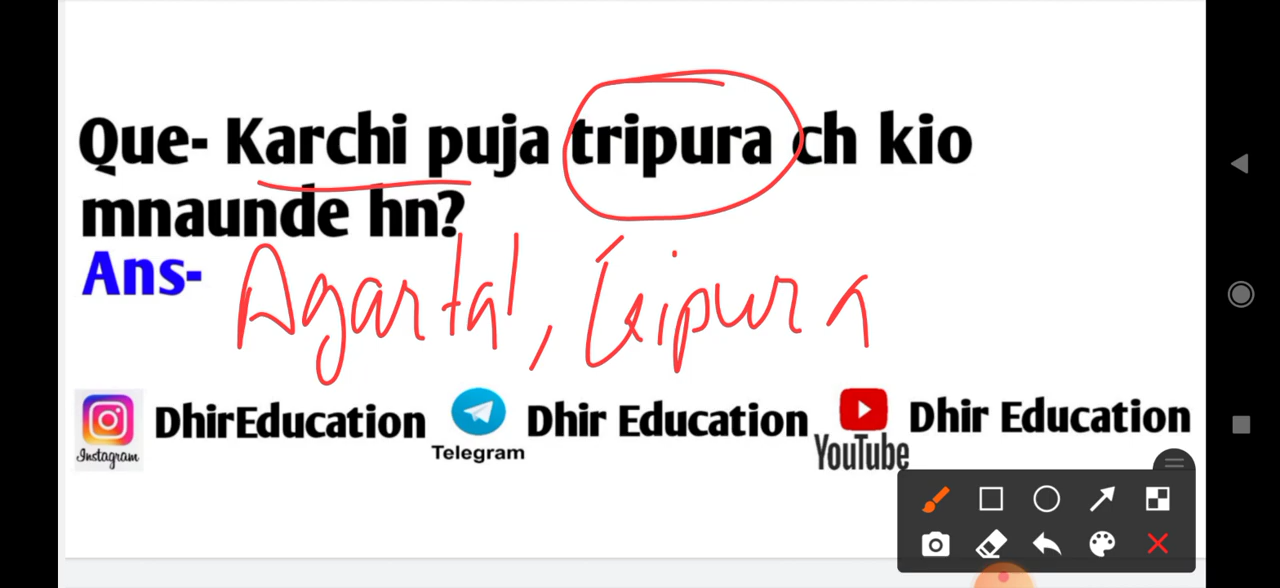 Que- Karchi puja tripura ch kio
mnaunde hn?
Ans- Agartal, tripura
Instagram DhirEducation Telegram Dhir Education YouTube Dhir Education